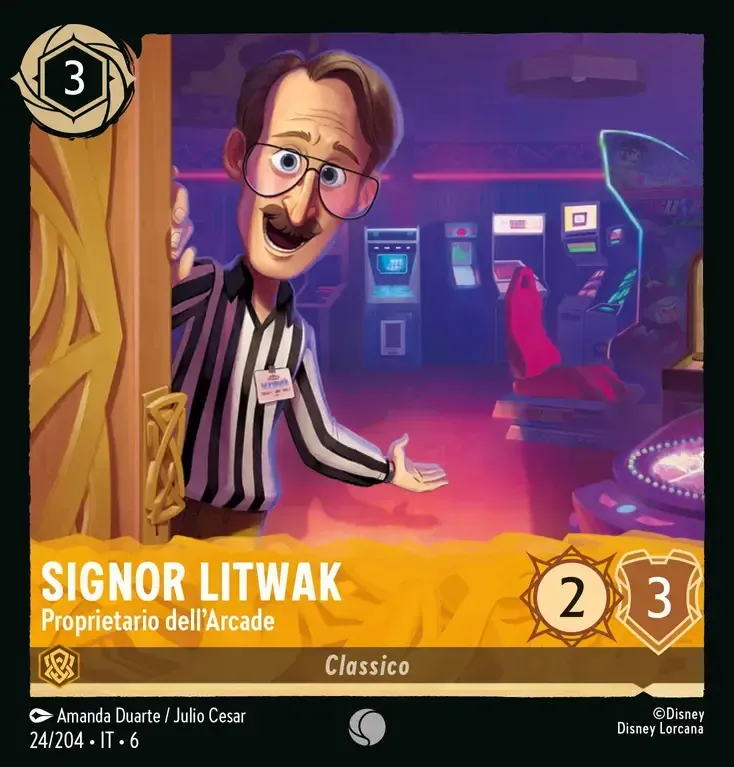 3
SIGNOR LITWAK
Proprietario dell'Arcade
2
3
Classico
Amanda Duarte / Julio Cesar
24/204 • IT • 6
©Disney
Disney Lorcana